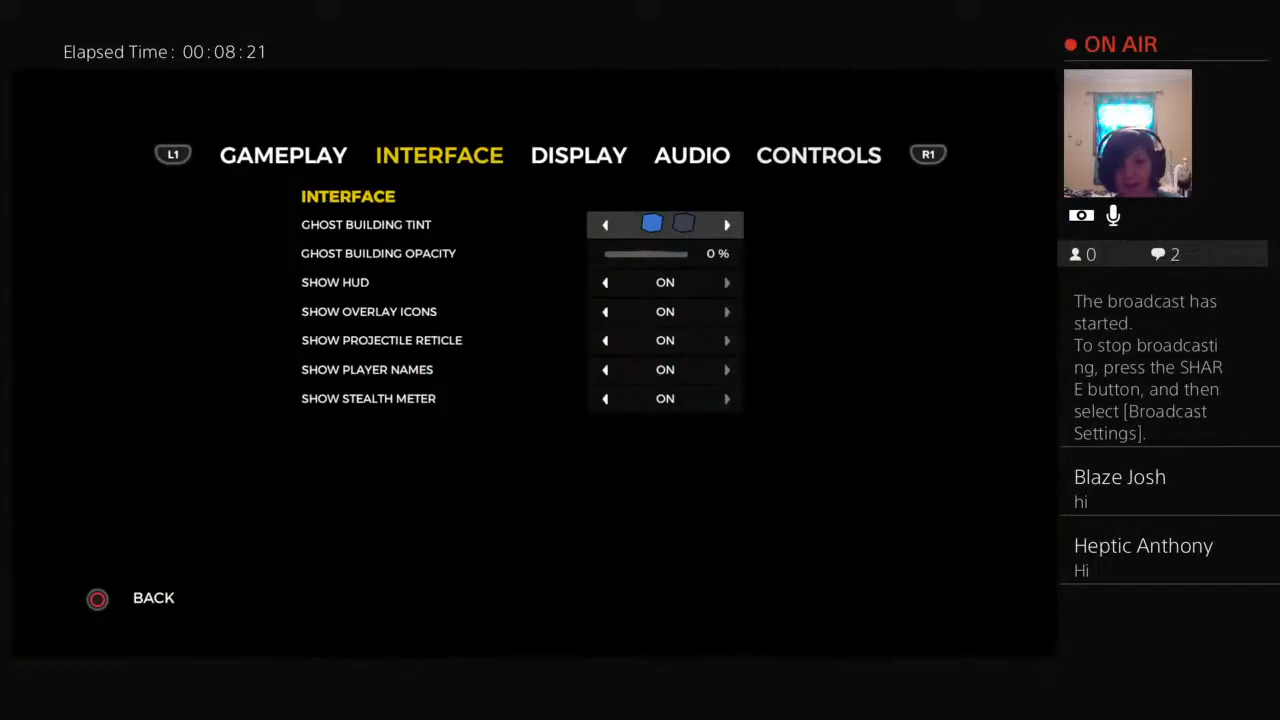 Elapsed Time: 00:08:21
ON AIR
L1 GAMEPLAY INTERFACE DISPLAY AUDIO CONTROLS R1
INTERFACE
GHOST BUILDING TINT
GHOST BUILDING OPACITY 0 %
SHOW HUD ON
SHOW OVERLAY ICONS ON
SHOW PROJECTILE RETICLE ON
SHOW PLAYER NAMES ON
SHOW STEALTH METER ON
BACK
0 2
The broadcast has
started.
To stop broadcasti
ng, press the SHAR
E button, and then
select [Broadcast
Settings].
Blaze Josh
hi
Heptic Anthony
Hi